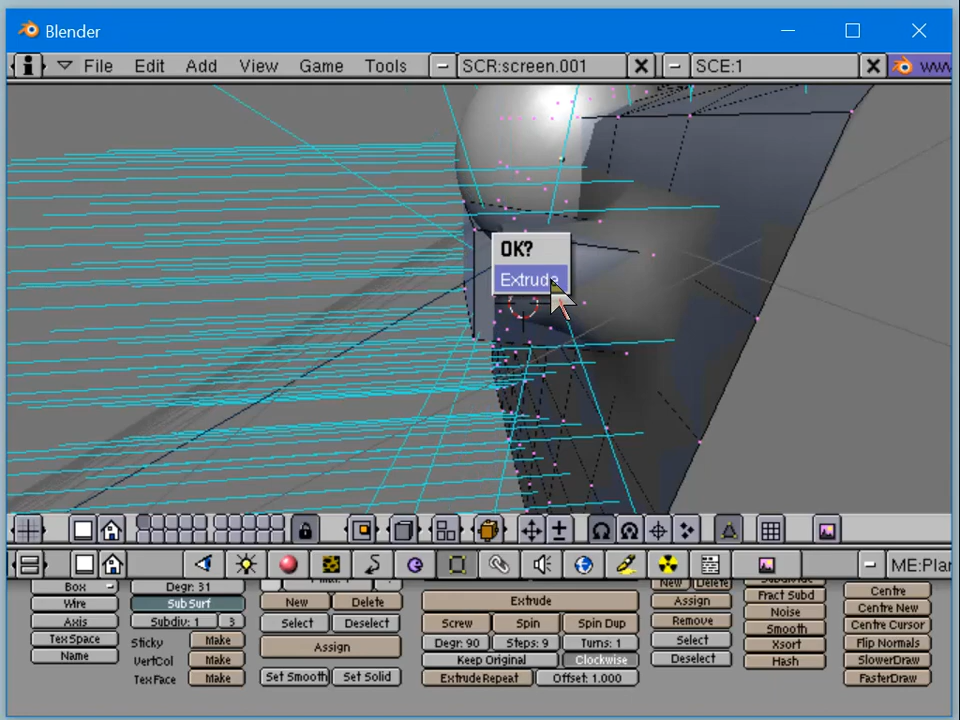 Blender
File Edit Add View Game Tools SCR:screen.001 SCE:1
OK?
Extrude
ME:Plan
Box Degr: 31 New Delete
Wire SubSurf New Delete Extrude Assign Fract Subd Centre
Axis Subdiv: 1 3 Select Deselect Screw Spin Spin Dup Remove Noise Centre New
TexSpace Sticky Make Assign Degr: 90 Steps: 9 Turns: 1 Select Smooth Centre Cursor
Name VertCol Make Keep Original Clockwise Deselect Xsort Flip Normals
TexFace Make Set Smooth Set Solid ExtrudeRepeat Offset: 1.000 Hash SlowerDraw
FasterDraw